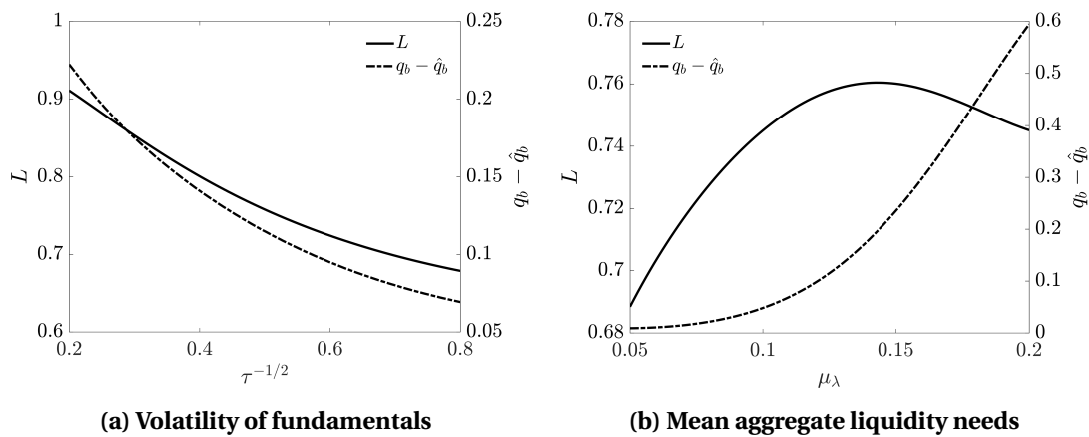 1
0.9
0.8
0.7
0.6
L
0.25
0.2
0.15
0.1
0.05
q_b − q̂_b
L
q_b − q̂_b
0.2 0.4 0.6 0.8
τ^{−1/2}
(a) Volatility of fundamentals
0.78
0.76
0.74
0.72
0.7
0.68
L
0.6
0.5
0.4
0.3
0.2
0.1
0
q_b − q̂_b
L
q_b − q̂_b
0.05 0.1 0.15 0.2
μ_λ
(b) Mean aggregate liquidity needs